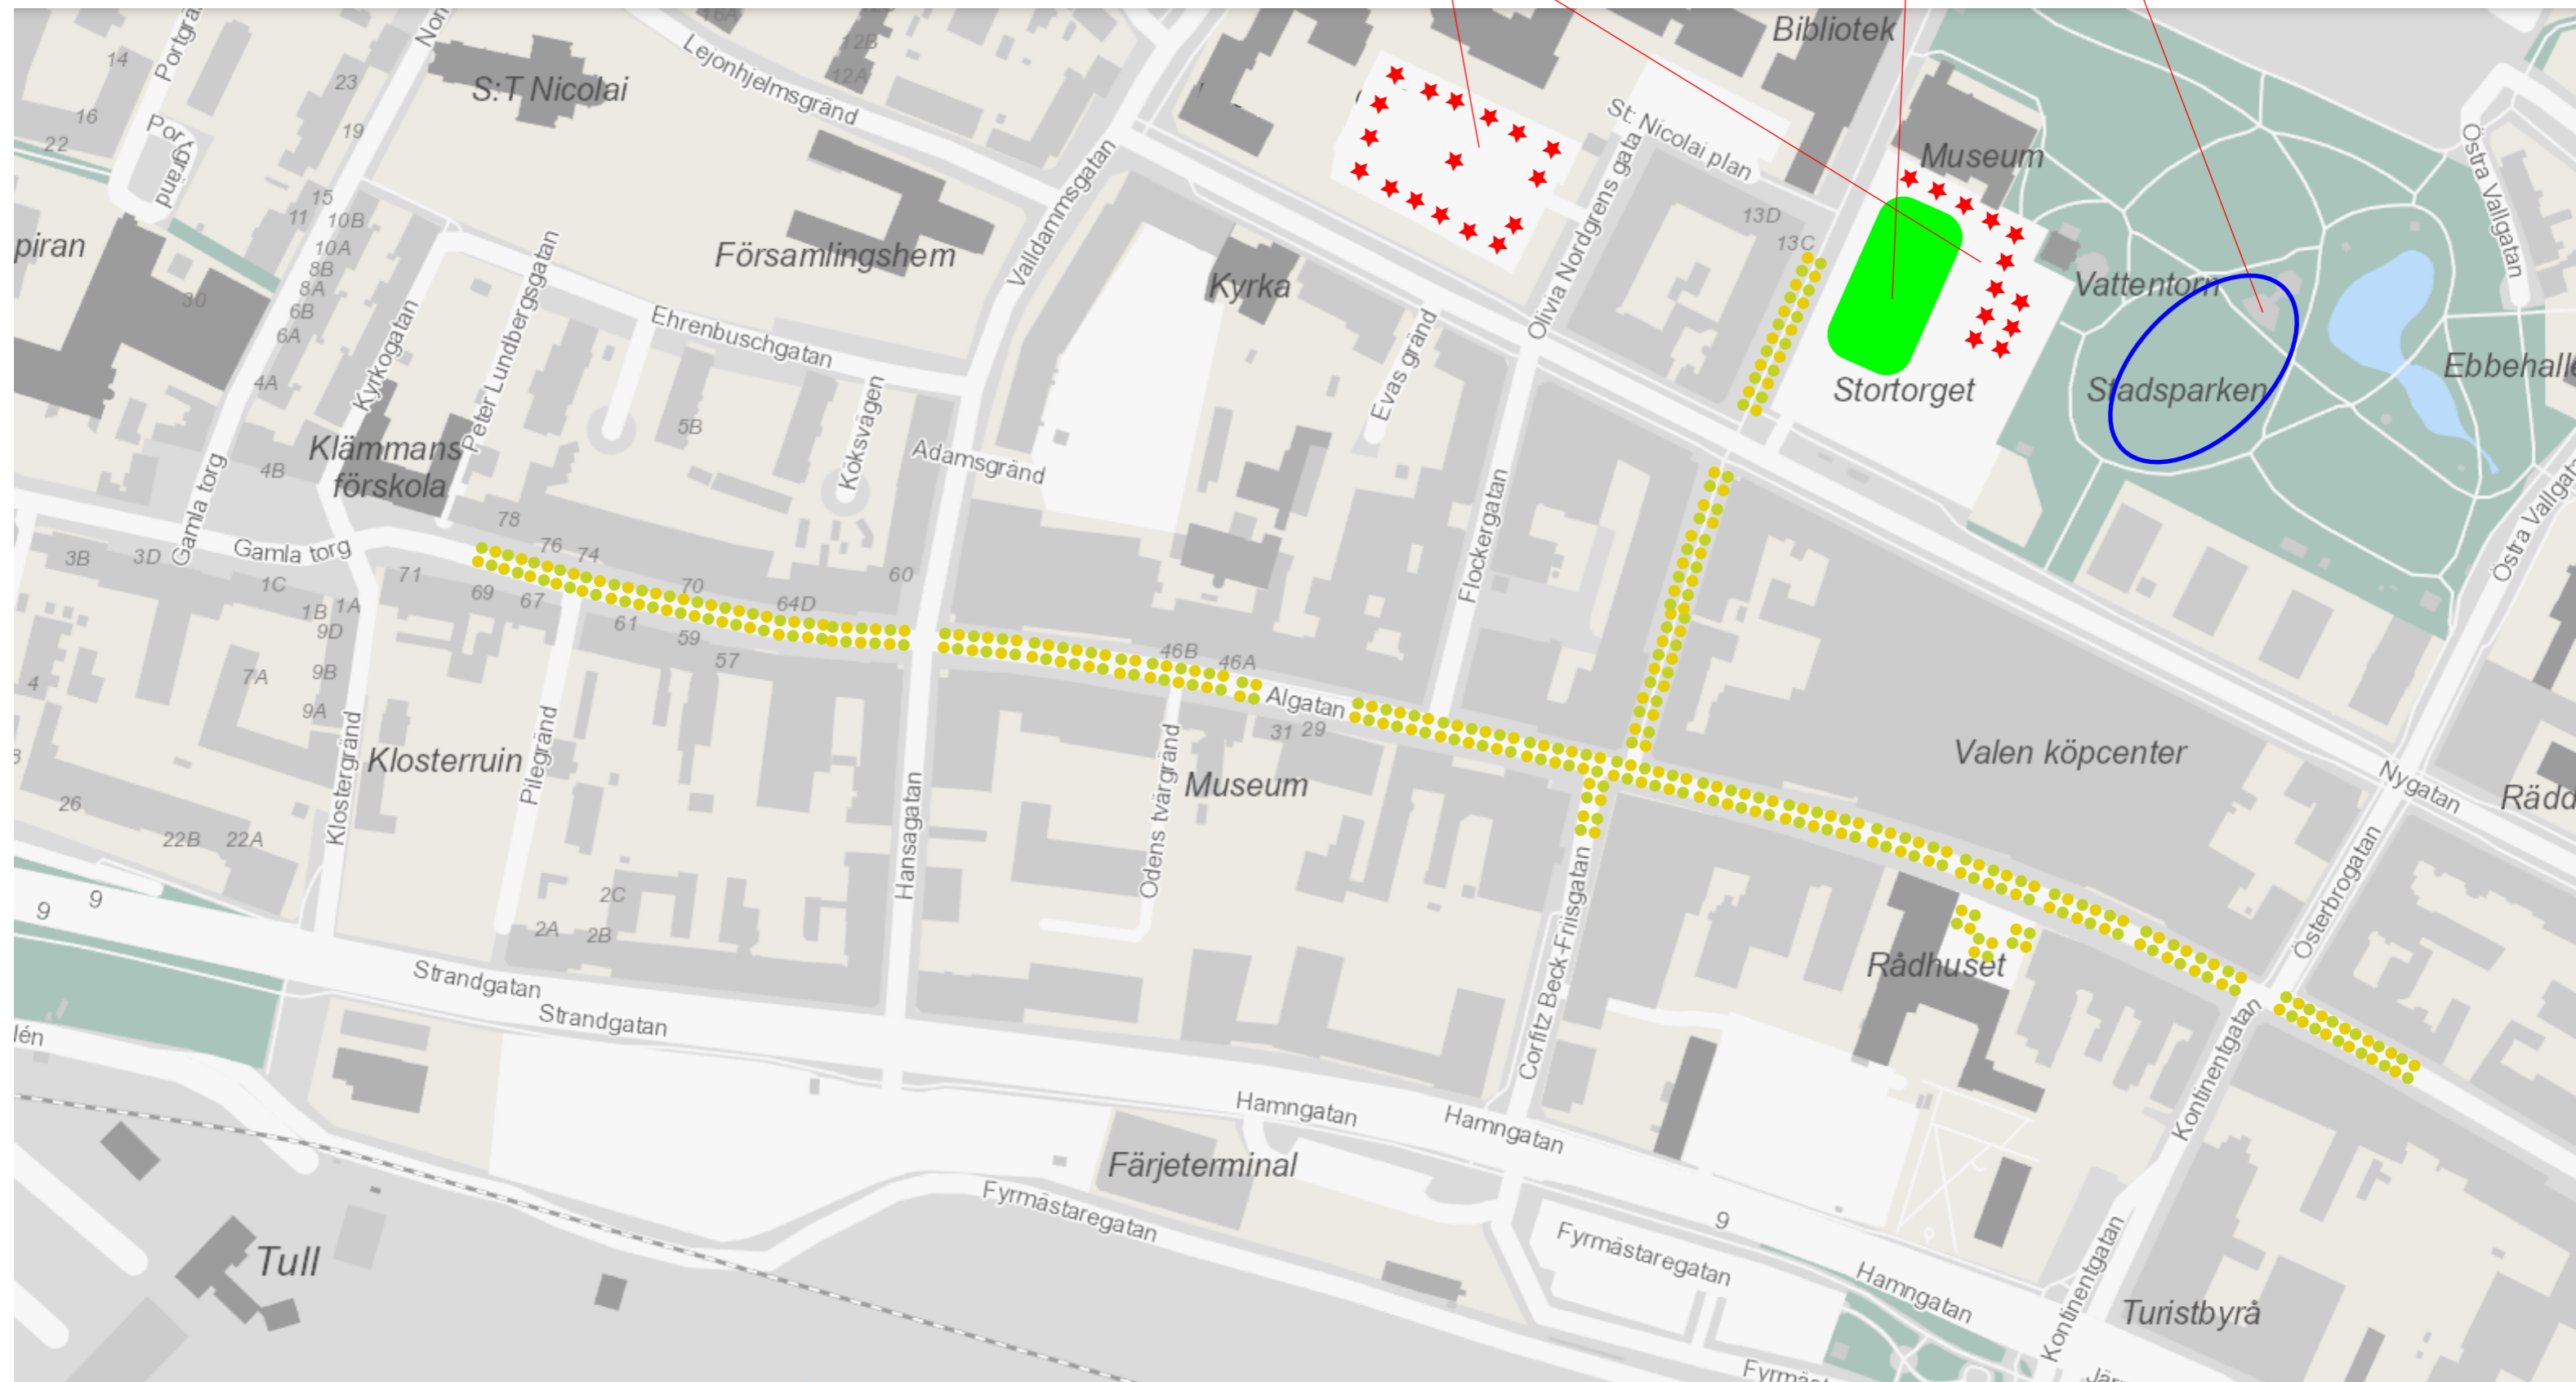 Bibliotek
16A
12B
12A
Lejonhjelmsgränd
S:T Nicolai
14
16
22
23
19
15
11
10B
10A
8B
8A
6B
6A
4A
4B
30
piran
Museum
St: Nicolai plan
13D
13C
Östra Vallgatan
Valldammsgatan
Församlingshem
Kyrka
Olivia Nordgrens gata
Vattentorn
Stadsparken
Stortorget
Kyrkogatan
Peter Lundbergsgatan
Ehrenbuschgatan
Evas gränd
5B
Köksvägen
Adamsgränd
Klämmans
förskola
Gamla torg
Gamla torg
Flockergatan
Östra Vallgatan
78
76
74
70
64D
60
3B
3D
1C
1B
1A
71
69
67
61
59
57
9D
9B
9A
7A
4
46B
46A
Algatan
31
29
Klosterruin
Klostergränd
Pilegränd
Hansagatan
Odens tvärgränd
Museum
Valen köpcenter
Nygatan
Österbrogatan
26
22B
22A
2C
2A
2B
9
9
Corfitz Beck-Friisgatan
Rådhuset
Strandgatan
Strandgatan
Kontinentgatan
Hamngatan
Hamngatan
Färjeterminal
Fyrmästaregatan
9
Fyrmästaregatan
Hamngatan
Kontinentgatan
Turistbyrå
Tull